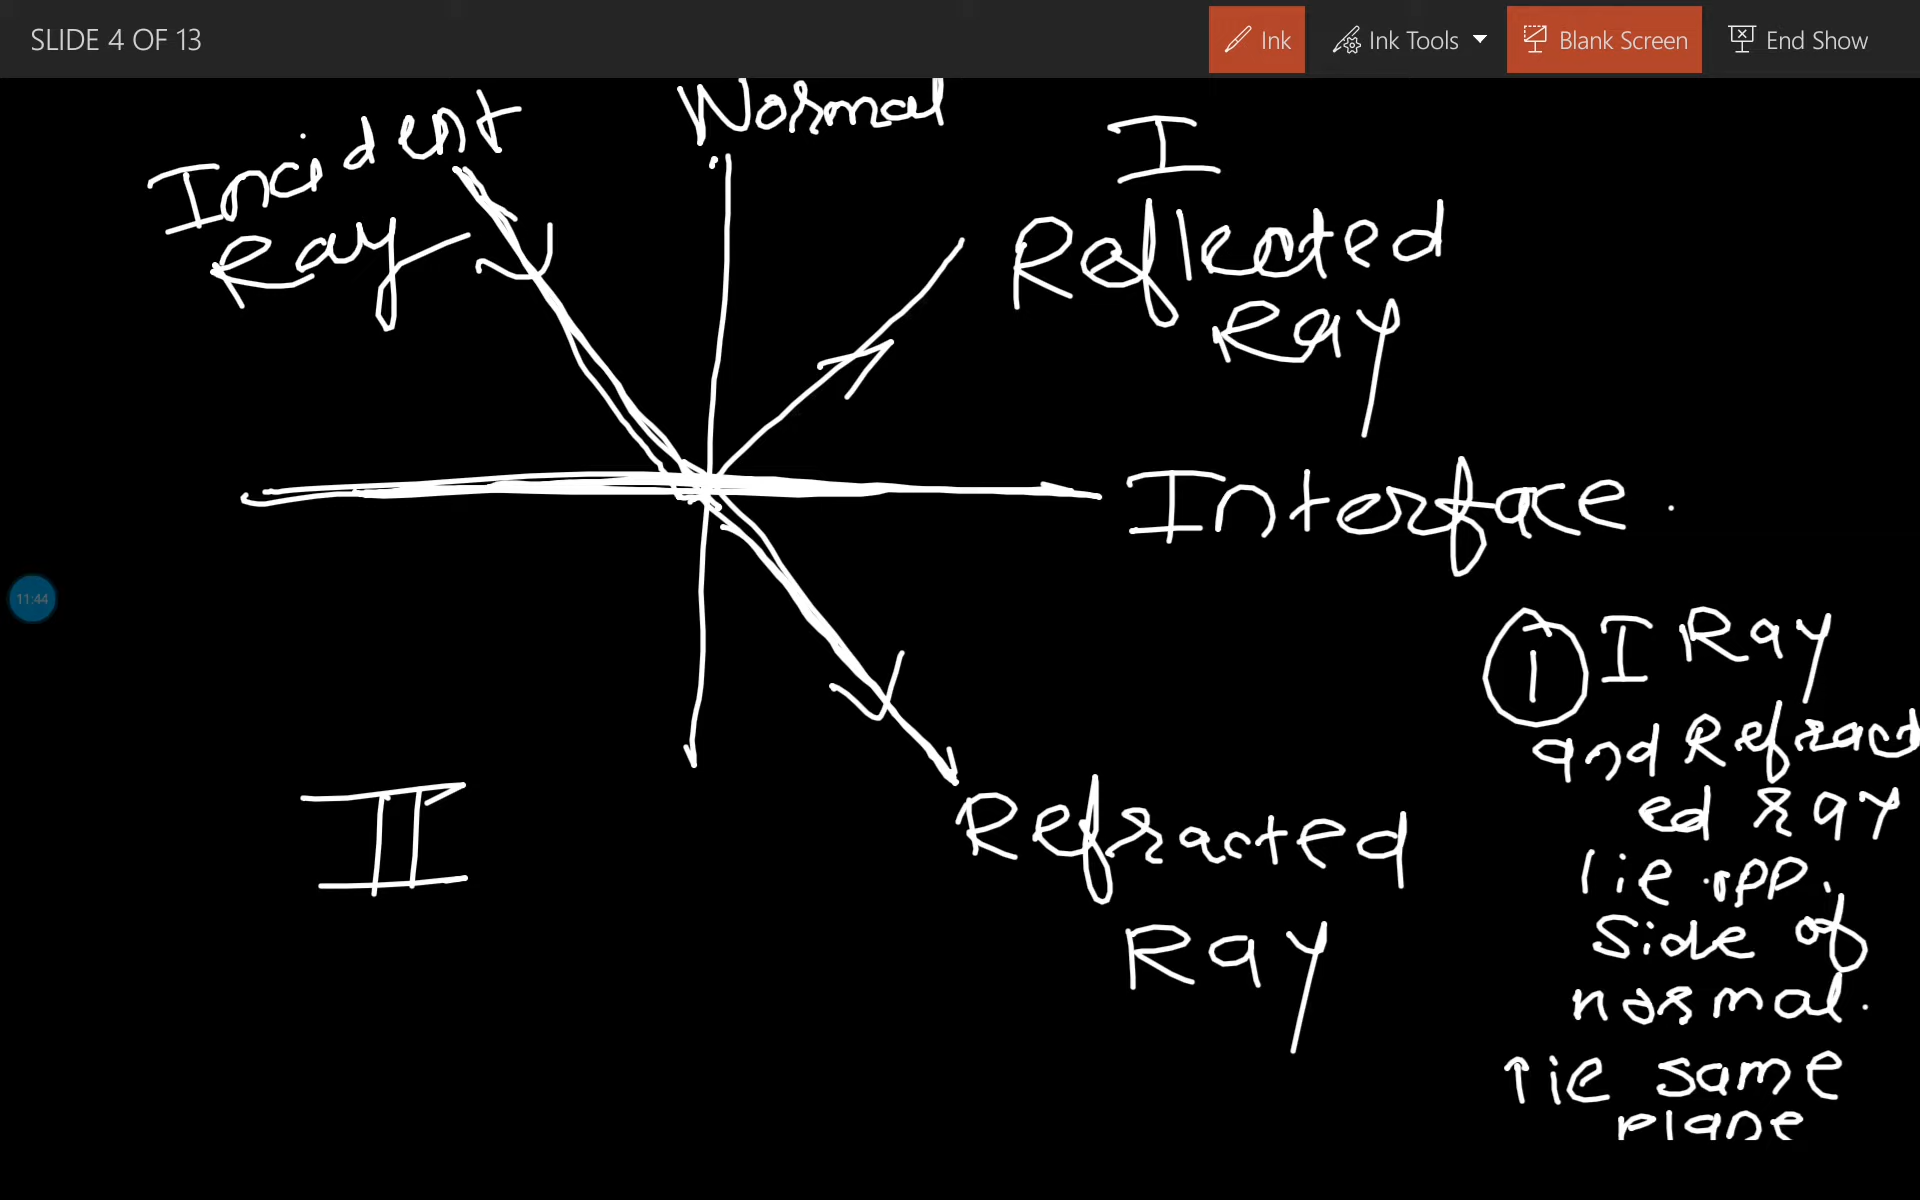 SLIDE 4 OF 13
Ink
Ink Tools
Blank Screen
End Show
Normal
Incident
Ray
I
Reflected
Ray
Interface.
11:44
1 I Ray
and Refract
ed ray
lie opp.
Side of
normal.
lie same
plane
II
Refracted
Ray